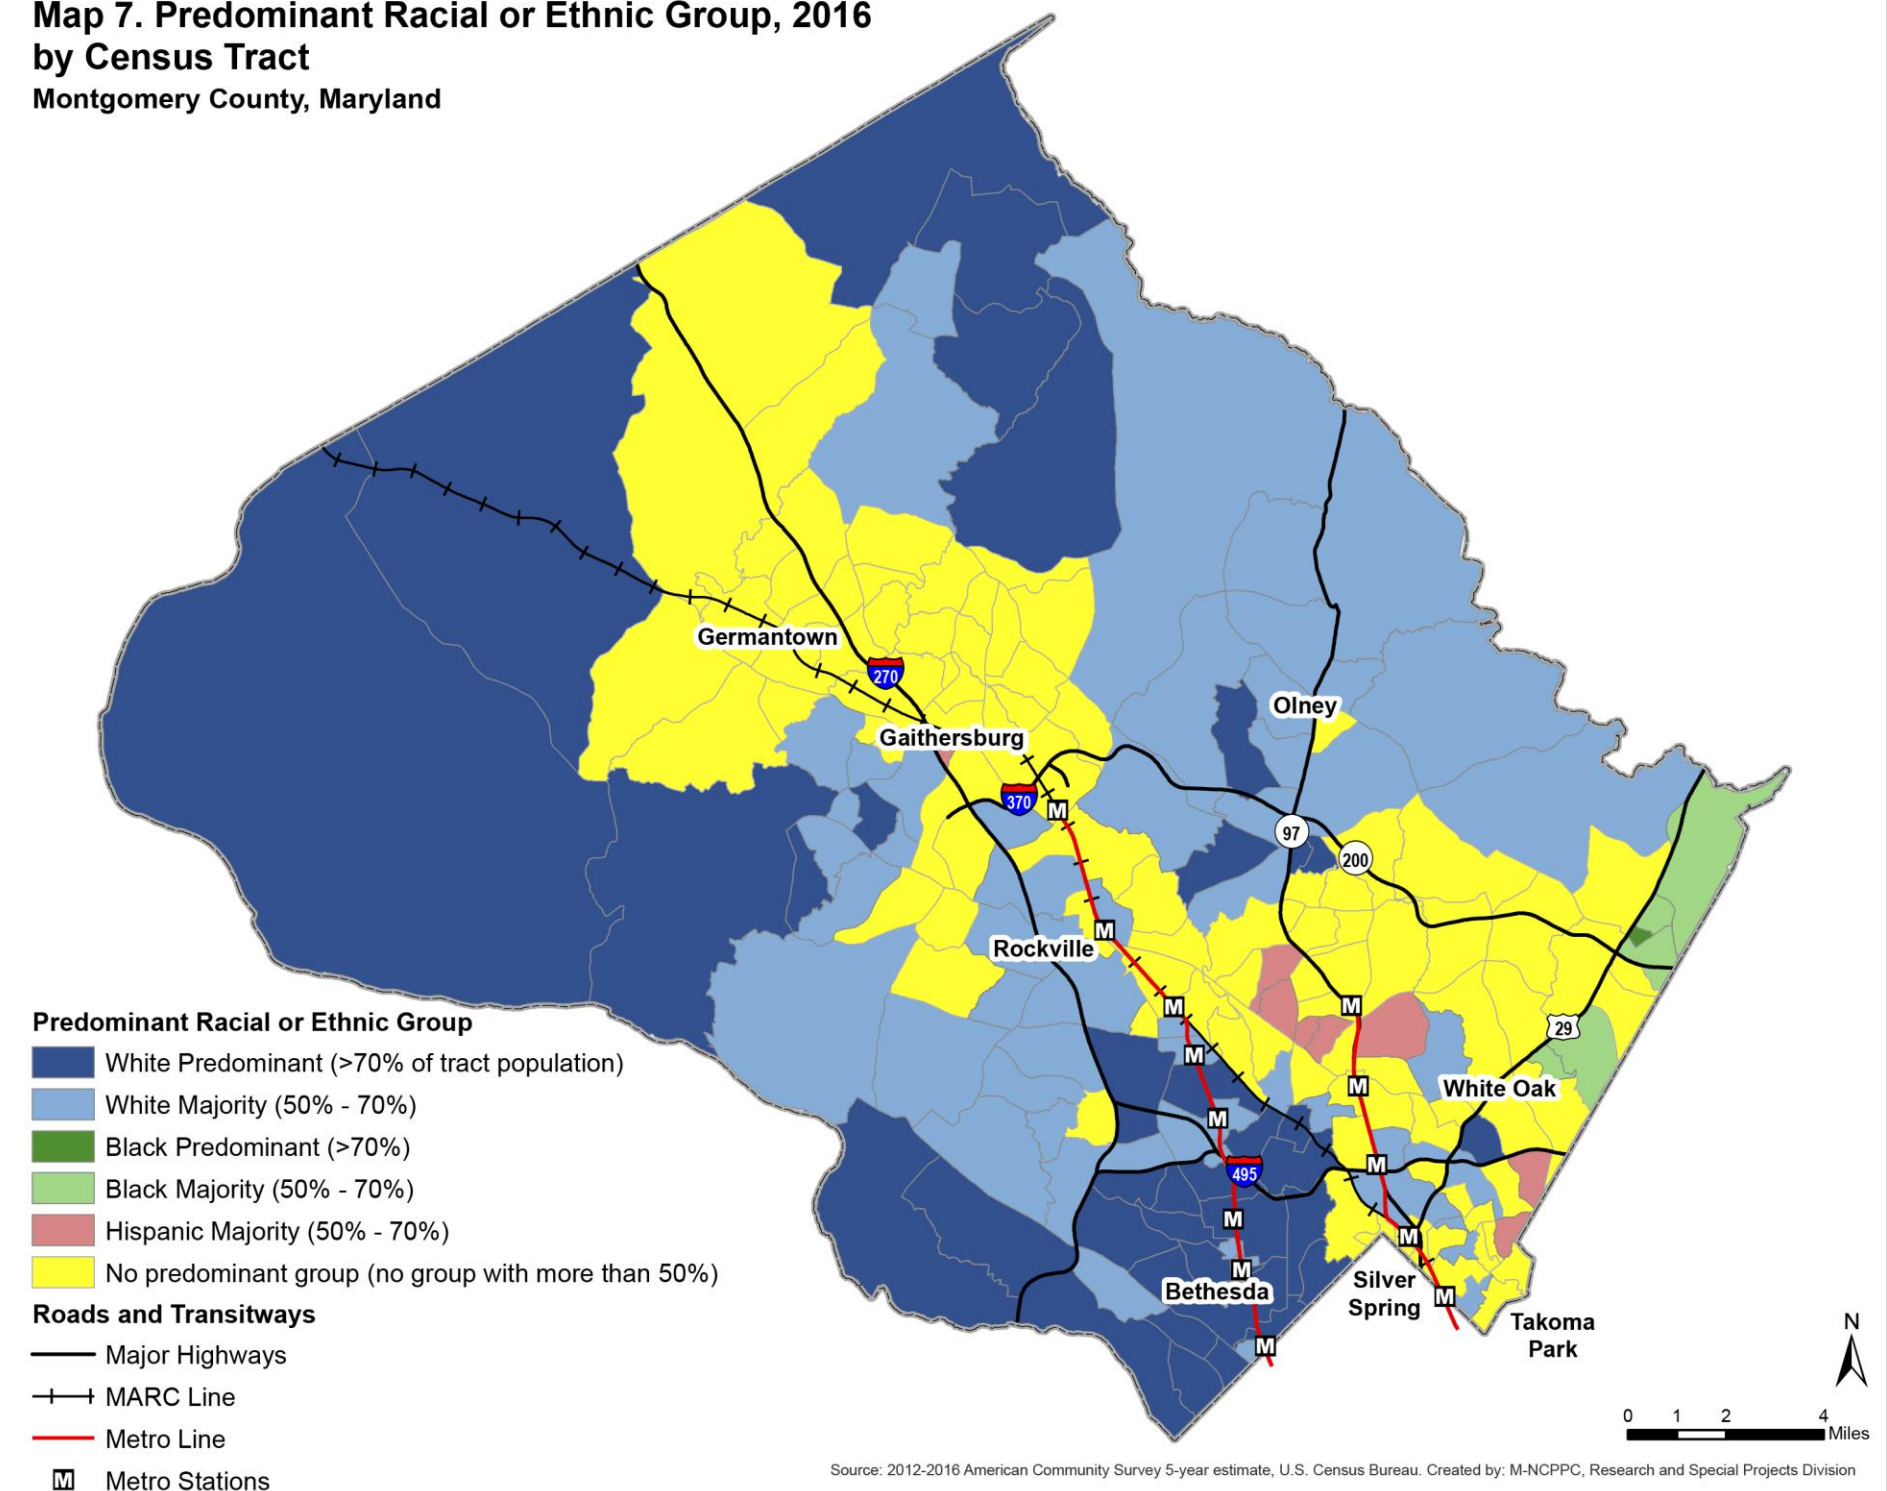 Map 7. Predominant Racial or Ethnic Group, 2016
by Census Tract
Montgomery County, Maryland
Germantown
270
Gaithersburg
Olney
370
M
97
200
M
Rockville
M
M
29
M
M
White Oak
M
M
495
M
M
M
Bethesda
Silver
Spring
M
Takoma
Park
M
Predominant Racial or Ethnic Group
White Predominant (>70% of tract population)
White Majority (50% - 70%)
Black Predominant (>70%)
Black Majority (50% - 70%)
Hispanic Majority (50% - 70%)
No predominant group (no group with more than 50%)
Roads and Transitways
Major Highways
MARC Line
Metro Line
M Metro Stations
N
0 1 2 4
Miles
Source: 2012-2016 American Community Survey 5-year estimate, U.S. Census Bureau. Created by: M-NCPPC, Research and Special Projects Division